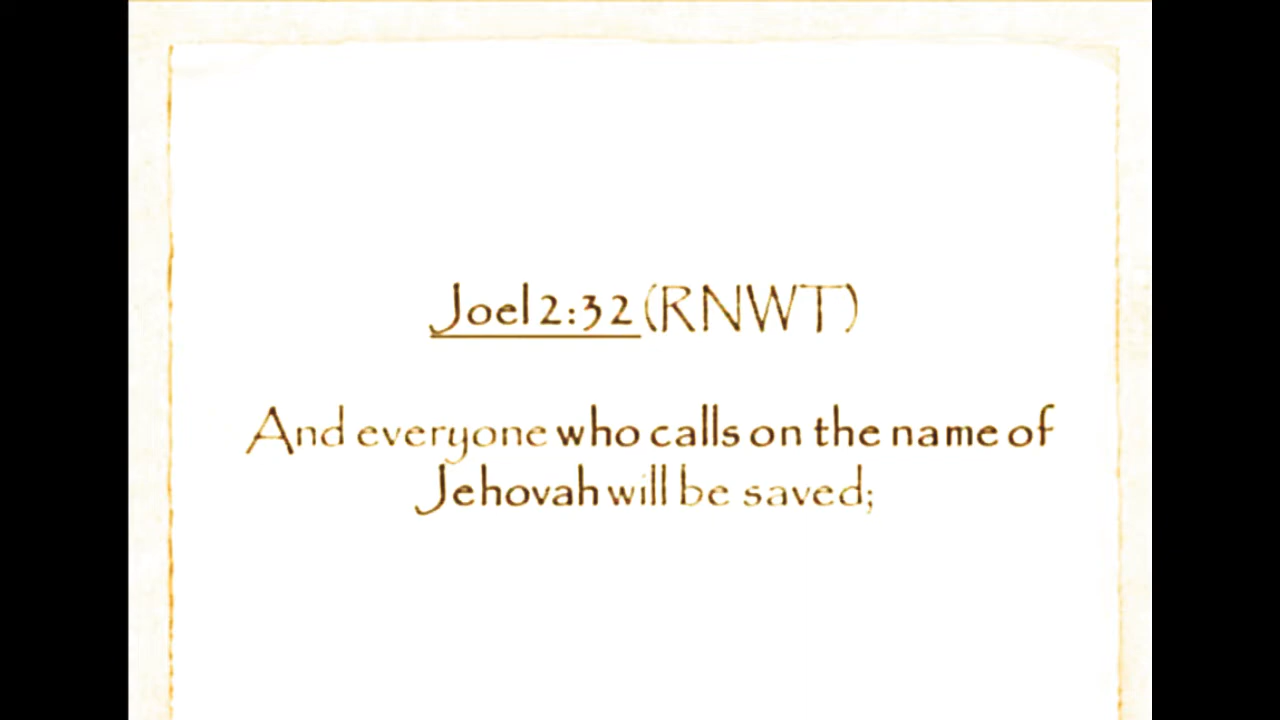 Joel 2:32 (RNWT)
And everyone who calls on the name of
Jehovah will be saved;